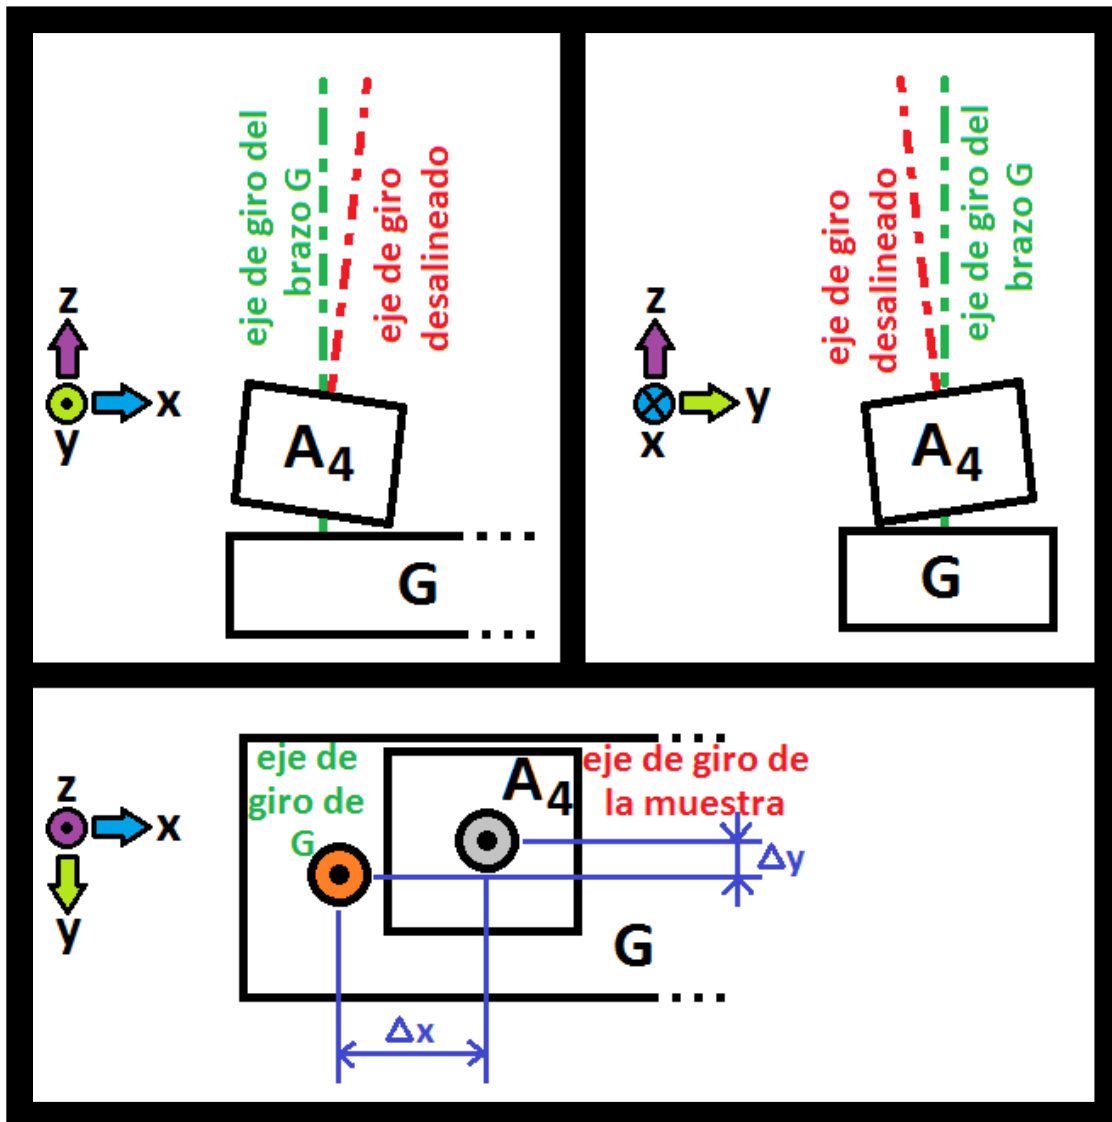 eje de giro del
brazo G
eje de giro
desalineado
z
x
y
A4
G
eje de giro
desalineado
eje de giro del
brazo G
z
y
x
A4
G
eje de
giro de
G
A4
eje de giro de
la muestra
z
x
y
Δy
G
Δx